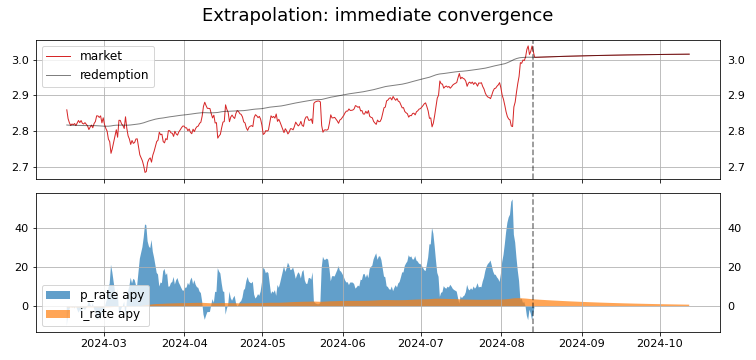 Extrapolation: immediate convergence
market
redemption
3.0
2.9
2.8
2.7
3.0
2.9
2.8
2.7
40
20
0
40
20
0
p_rate apy
i_rate apy
2024-03 2024-04 2024-05 2024-06 2024-07 2024-08 2024-09 2024-10